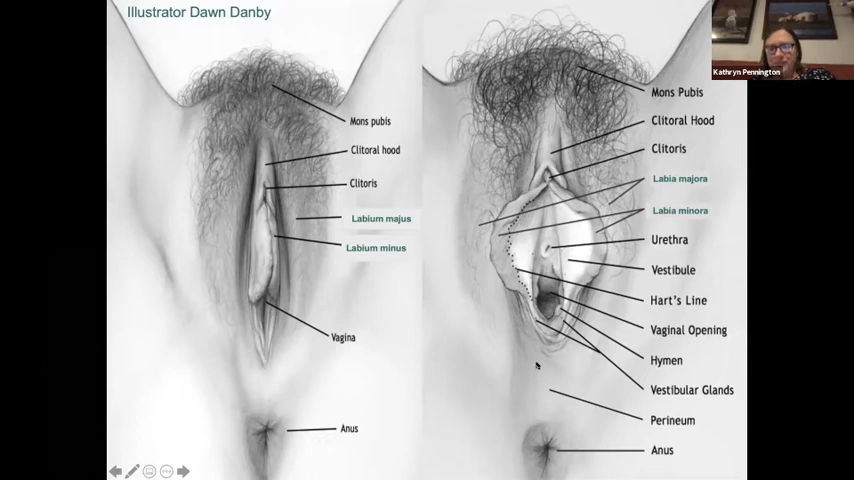 Illustrator Dawn Danby
Mons pubis
Clitoral hood
Clitoris
Labium majus
Labium minus
Vagina
Anus
Mons Pubis
Clitoral Hood
Clitoris
Labia majora
Labia minora
Urethra
Vestibule
Hart's Line
Vaginal Opening
Hymen
Vestibular Glands
Perineum
Anus
Kathryn Pennington